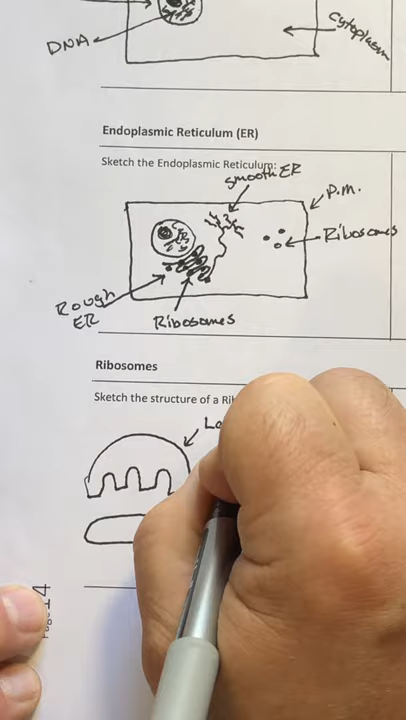 DNA
Cytoplasm
Endoplasmic Reticulum (ER)
Sketch the Endoplasmic Reticulum:
smooth ER
P.M.
Ribosomes
Rough
ER
Ribosomes
Ribosomes
Sketch the structure of a